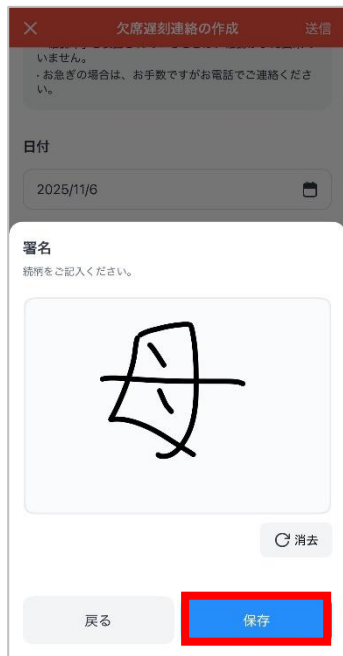 欠席遅刻連絡の作成
送信
いません。
・お急ぎの場合は、お手数ですがお電話でご連絡くださ
い。
日付
2025/11/6
署名
続柄をご記入ください。
母
消去
戻る
保存